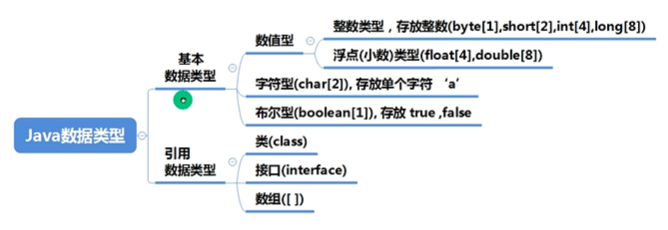 Java数据类型
基本
数据类型
数值型
整数类型，存放整数(byte[1],short[2],int[4],long[8])
浮点(小数)类型(float[4],double[8])
字符型(char[2]), 存放单个字符 ‘a’
布尔型(boolean[1]), 存放 true ,false
引用
数据类型
类(class)
接口(interface)
数组([ ])